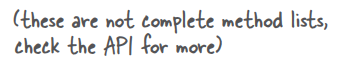 (these are not complete method lists,
check the API for more)